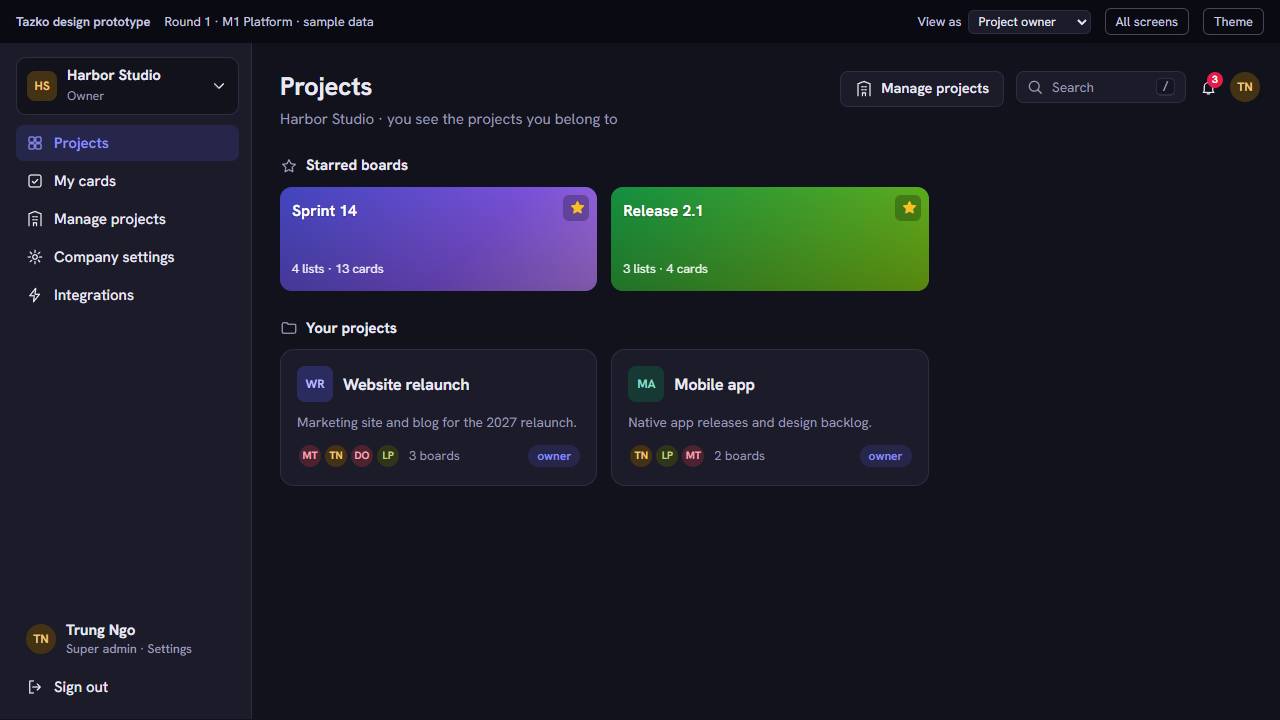 Tazko design prototype
Round 1 · M1 Platform · sample data
View as
Project owner
All screens
Theme
HS
Harbor Studio
Owner
Projects
My cards
Manage projects
Company settings
Integrations
TN
Trung Ngo
Super admin · Settings
Sign out
Projects
Harbor Studio · you see the projects you belong to
Manage projects
Search
/
3
TN
Starred boards
Sprint 14
4 lists · 13 cards
Release 2.1
3 lists · 4 cards
Your projects
WR
Website relaunch
Marketing site and blog for the 2027 relaunch.
MT TN DO LP 3 boards
owner
MA
Mobile app
Native app releases and design backlog.
TN LP MT 2 boards
owner